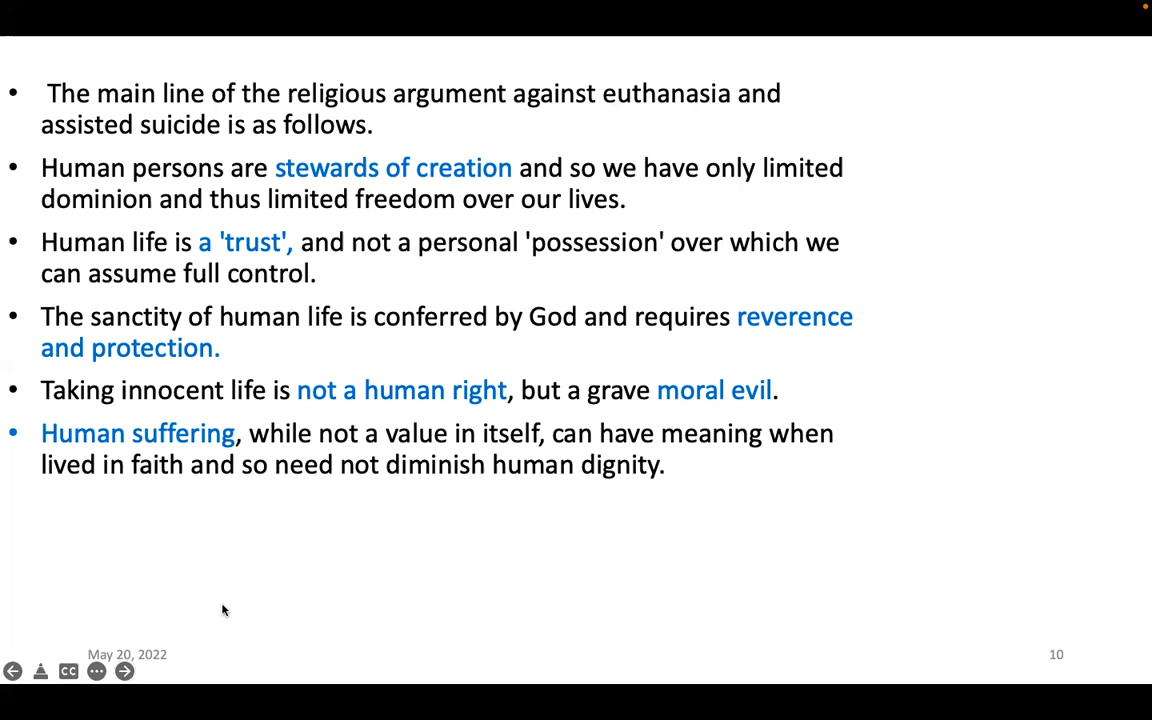 • The main line of the religious argument against euthanasia and
assisted suicide is as follows.
• Human persons are stewards of creation and so we have only limited
dominion and thus limited freedom over our lives.
• Human life is a 'trust', and not a personal 'possession' over which we
can assume full control.
• The sanctity of human life is conferred by God and requires reverence
and protection.
• Taking innocent life is not a human right, but a grave moral evil.
• Human suffering, while not a value in itself, can have meaning when
lived in faith and so need not diminish human dignity.
May 20, 2022
10
CC